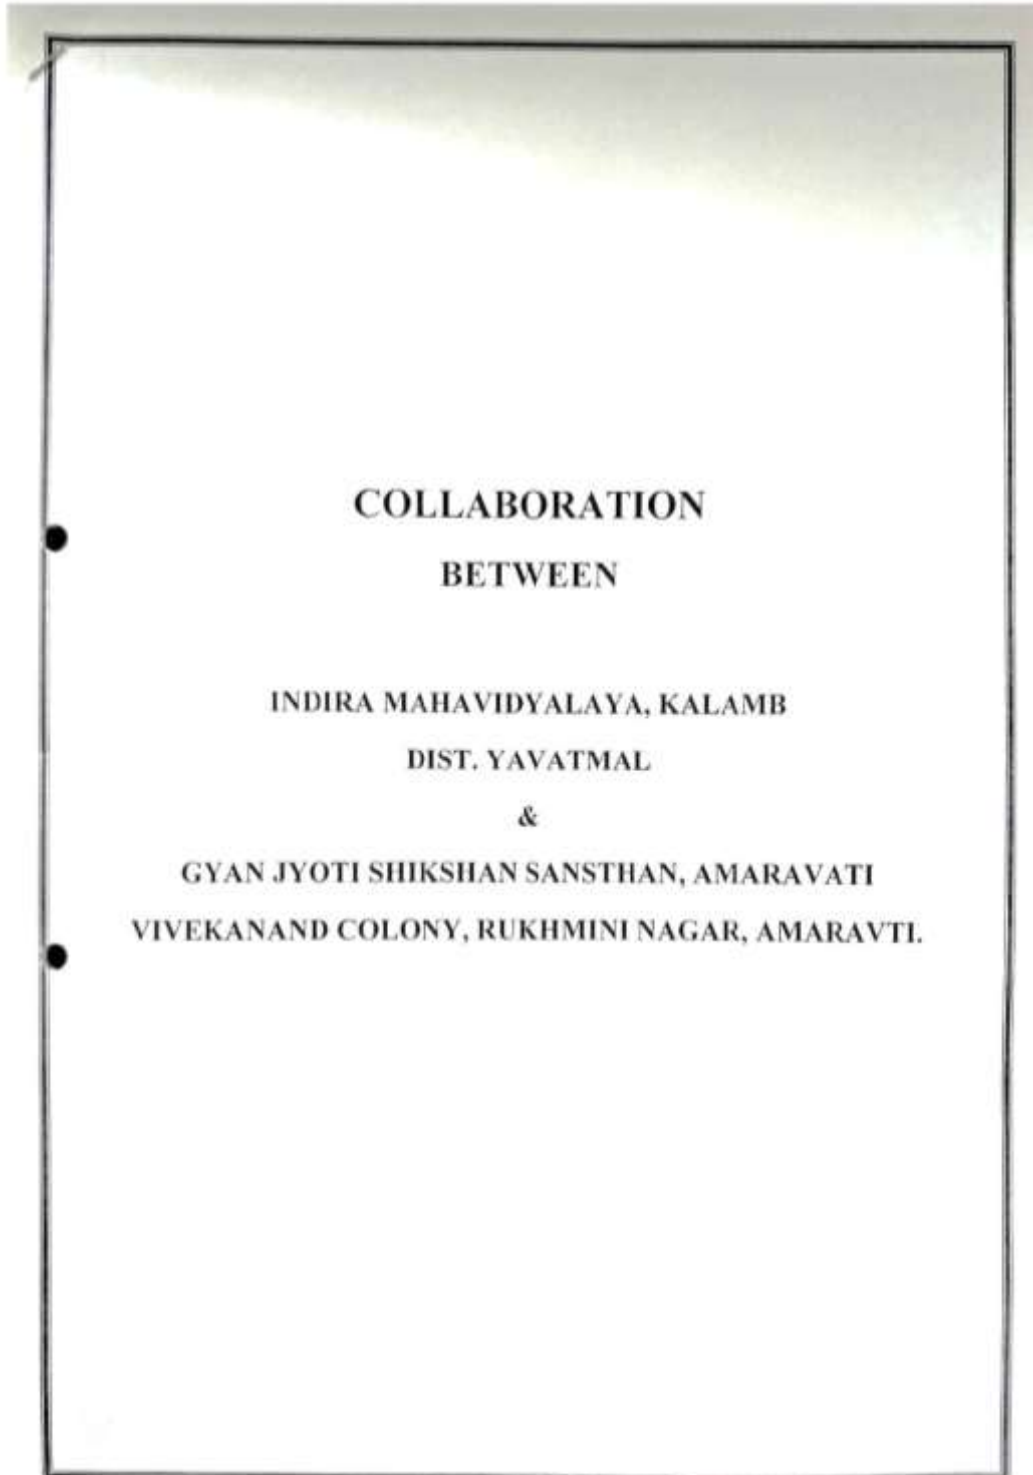 COLLABORATION
BETWEEN
INDIRA MAHAVIDYALAYA, KALAMB
DIST. YAVATMAL
&
GYAN JYOTI SHIKSHAN SANSTHAN, AMARAVATI
VIVEKANAND COLONY, RUKHMINI NAGAR, AMARAVTI.